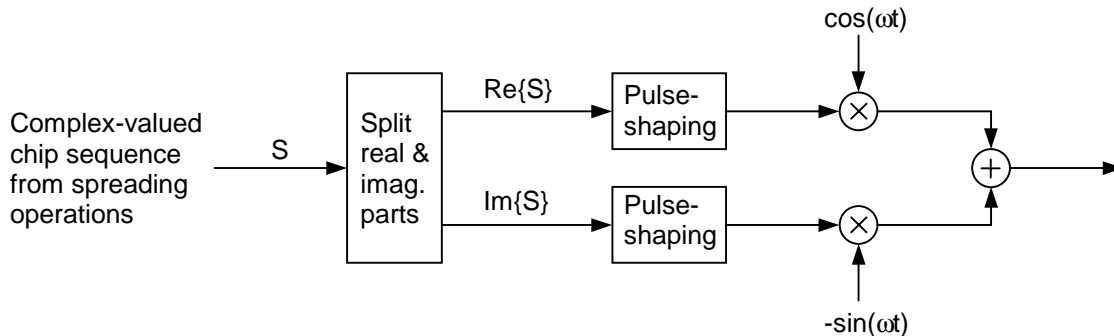 cos(ωt)
Complex-valued
chip sequence
from spreading
operations
S
Split
real &
imag.
parts
Re{S}
Im{S}
Pulse-
shaping
Pulse-
shaping
-sin(ωt)